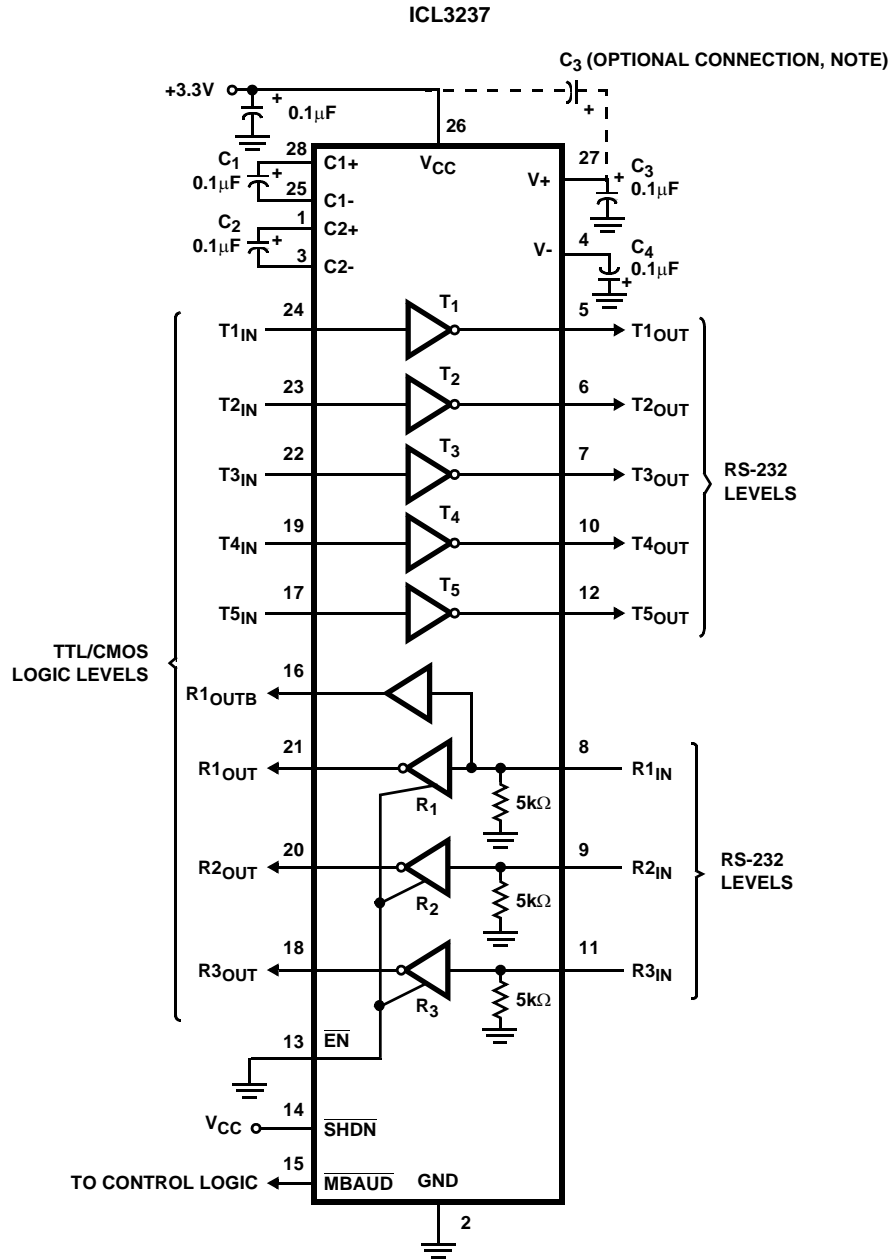 ICL3237
C3 (OPTIONAL CONNECTION, NOTE)
+3.3V
+
0.1μF
+
26
28
C1+
VCC
27
C1
0.1μF
+
V+
+
C3
0.1μF
25
C1-
1
C2+
C2
0.1μF
+
V-
4
C4
0.1μF
+
3
C2-
T1
24
5
T1IN
T1OUT
T2
23
6
T2IN
T2OUT
T3
22
7
T3IN
T3OUT
T4
19
10
T4IN
T4OUT
T5
17
12
T5IN
T5OUT
RS-232
LEVELS
TTL/CMOS
LOGIC LEVELS
16
R1OUTB
21
8
R1OUT
R1IN
R1
5kΩ
20
9
R2OUT
R2IN
R2
5kΩ
RS-232
LEVELS
18
11
R3OUT
R3IN
R3
5kΩ
13
EN
14
VCC
SHDN
15
TO CONTROL LOGIC
MBAUD
GND
2